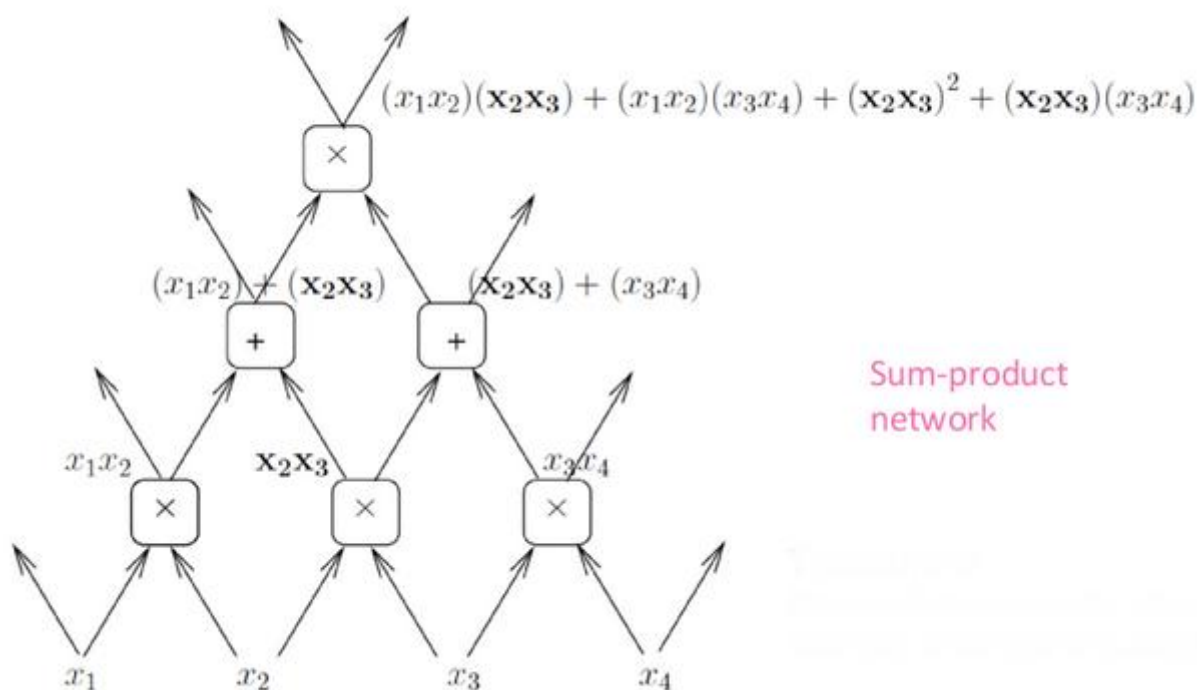 (x₁x₂)(𝐱₂𝐱₃) + (x₁x₂)(x₃x₄) + (𝐱₂𝐱₃)² + (𝐱₂𝐱₃)(x₃x₄)
×
(x₁x₂) + (𝐱₂𝐱₃) (𝐱₂𝐱₃) + (x₃x₄)
+ +
Sum-product
network
x₁x₂ 𝐱₂𝐱₃ x₃x₄
× × ×
x₁ x₂ x₃ x₄